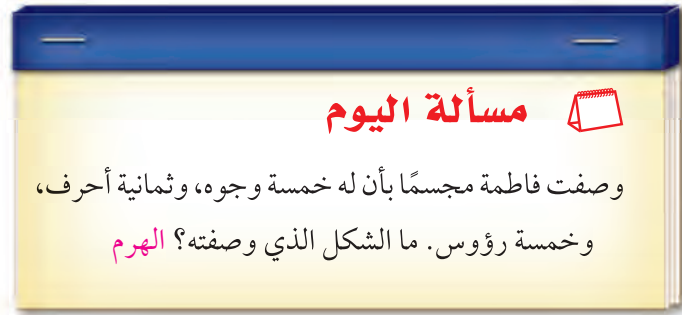 مسألة اليوم
وصفت فاطمة مجسمًا بأن له خمسة وجوه، وثمانية أحرف،
وخمسة رؤوس. ما الشكل الذي وصفته؟ الهرم